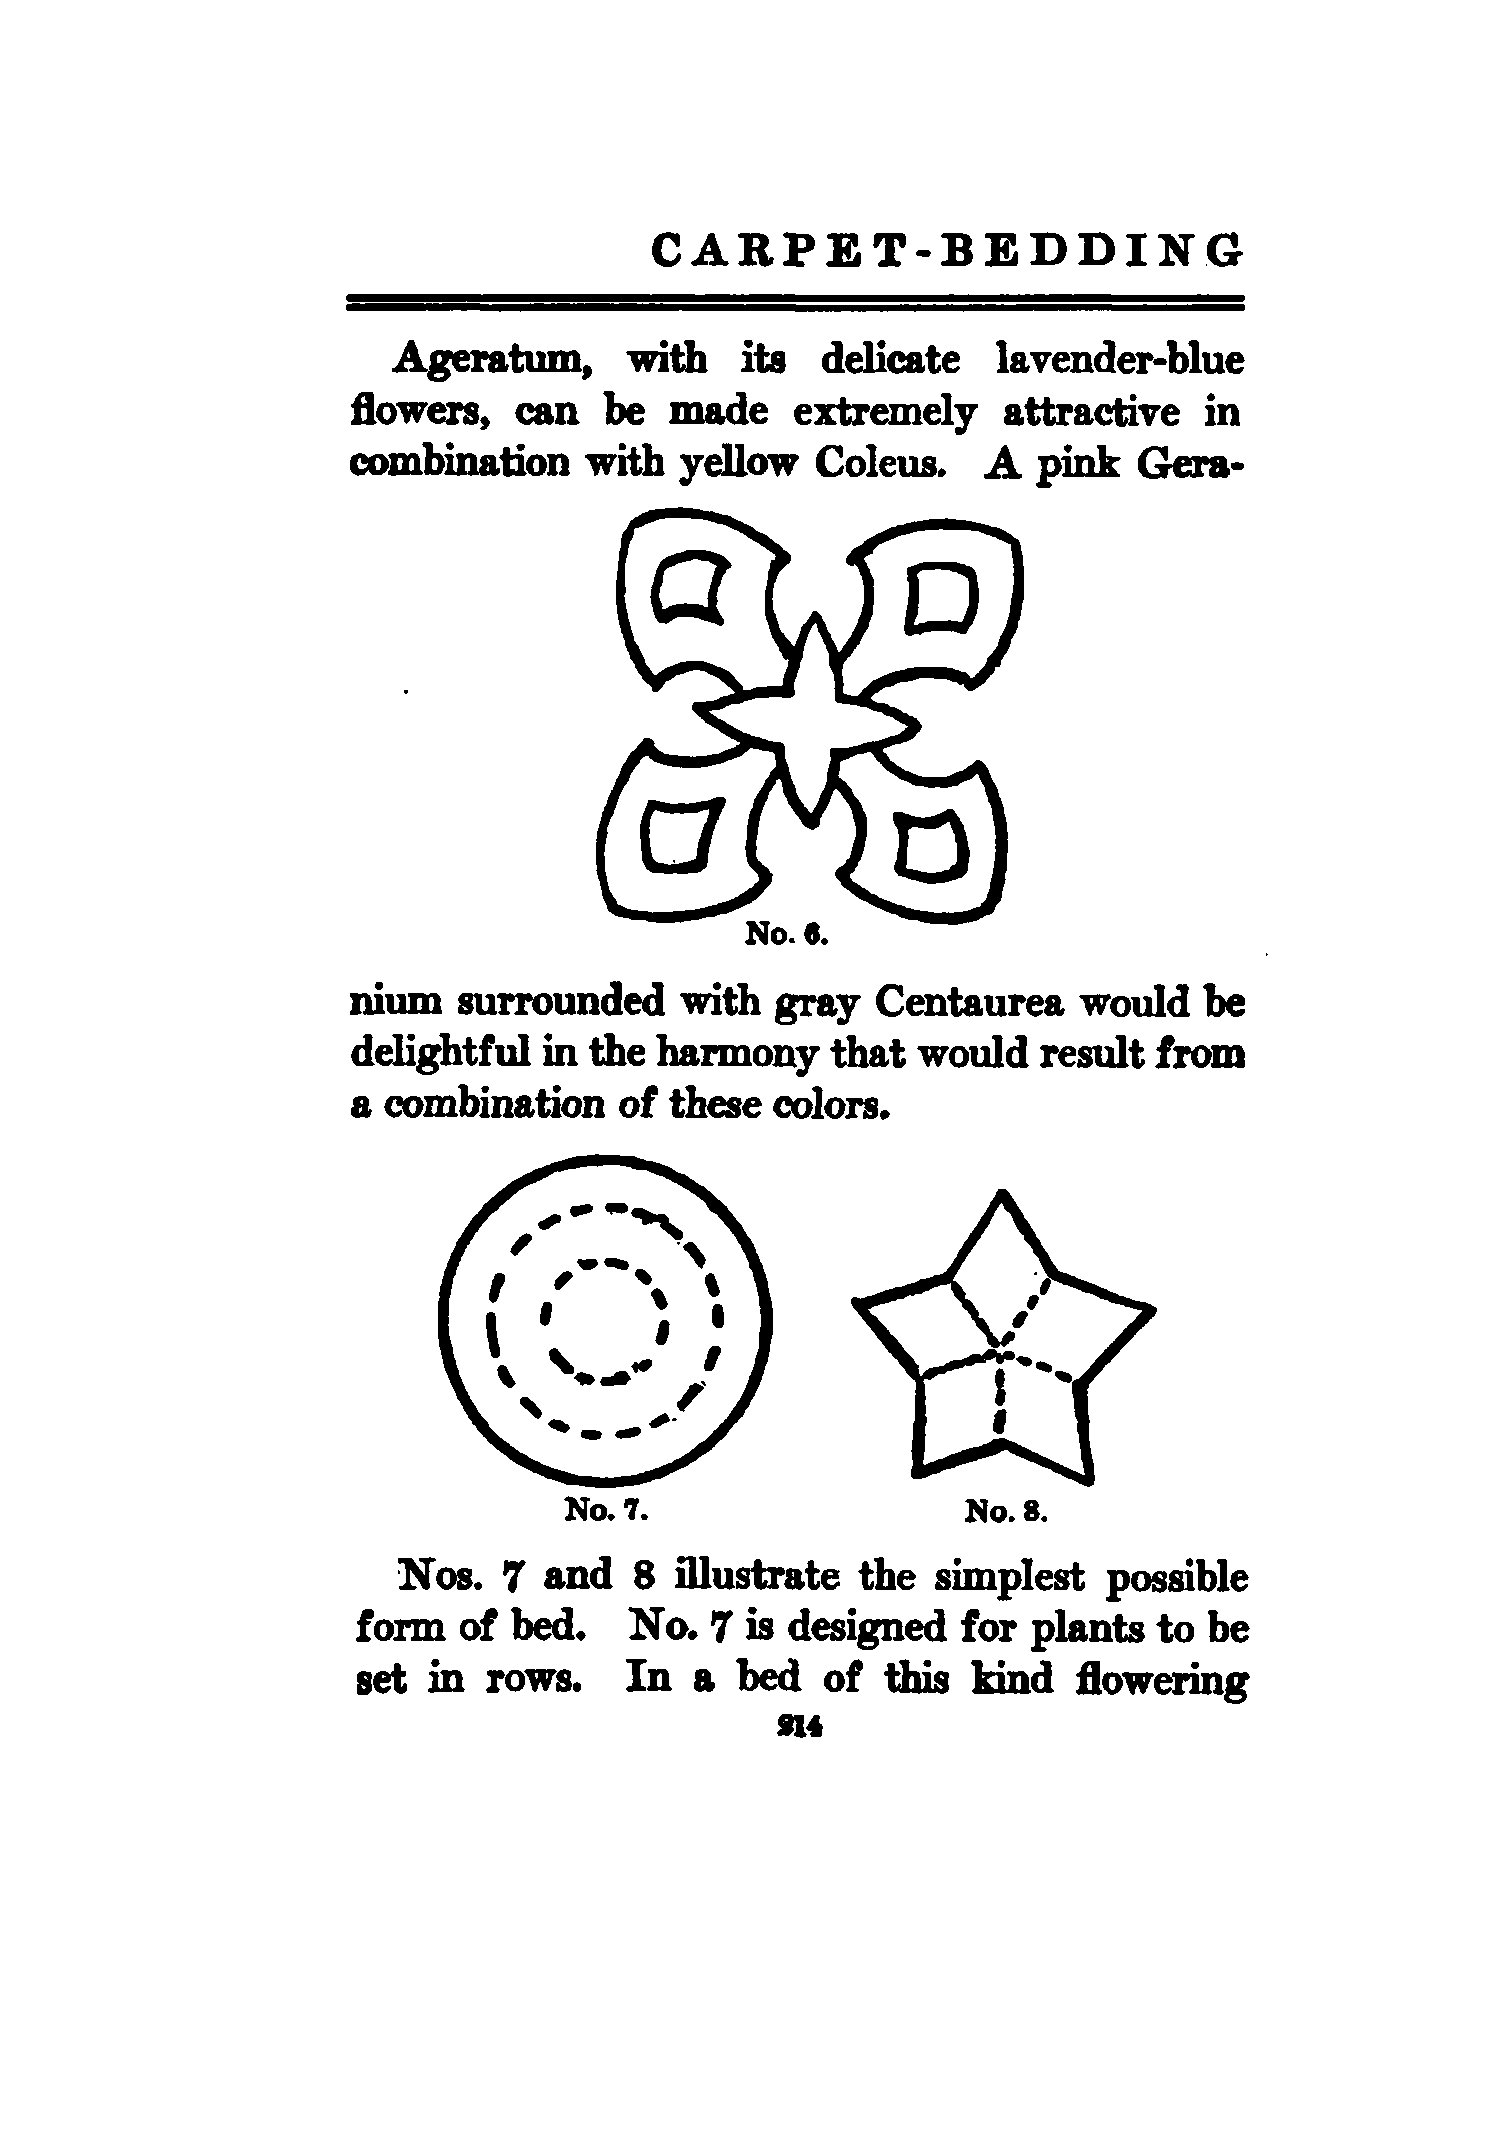 CARPET-BEDDING
Ageratum, with its delicate lavender-blue
flowers, can be made extremely attractive in
combination with yellow Coleus. A pink Gera-
No. 6.
nium surrounded with gray Centaurea would be
delightful in the harmony that would result from
a combination of these colors.
No. 7.
No. 8.
Nos. 7 and 8 illustrate the simplest possible
form of bed. No. 7 is designed for plants to be
set in rows. In a bed of this kind flowering
214